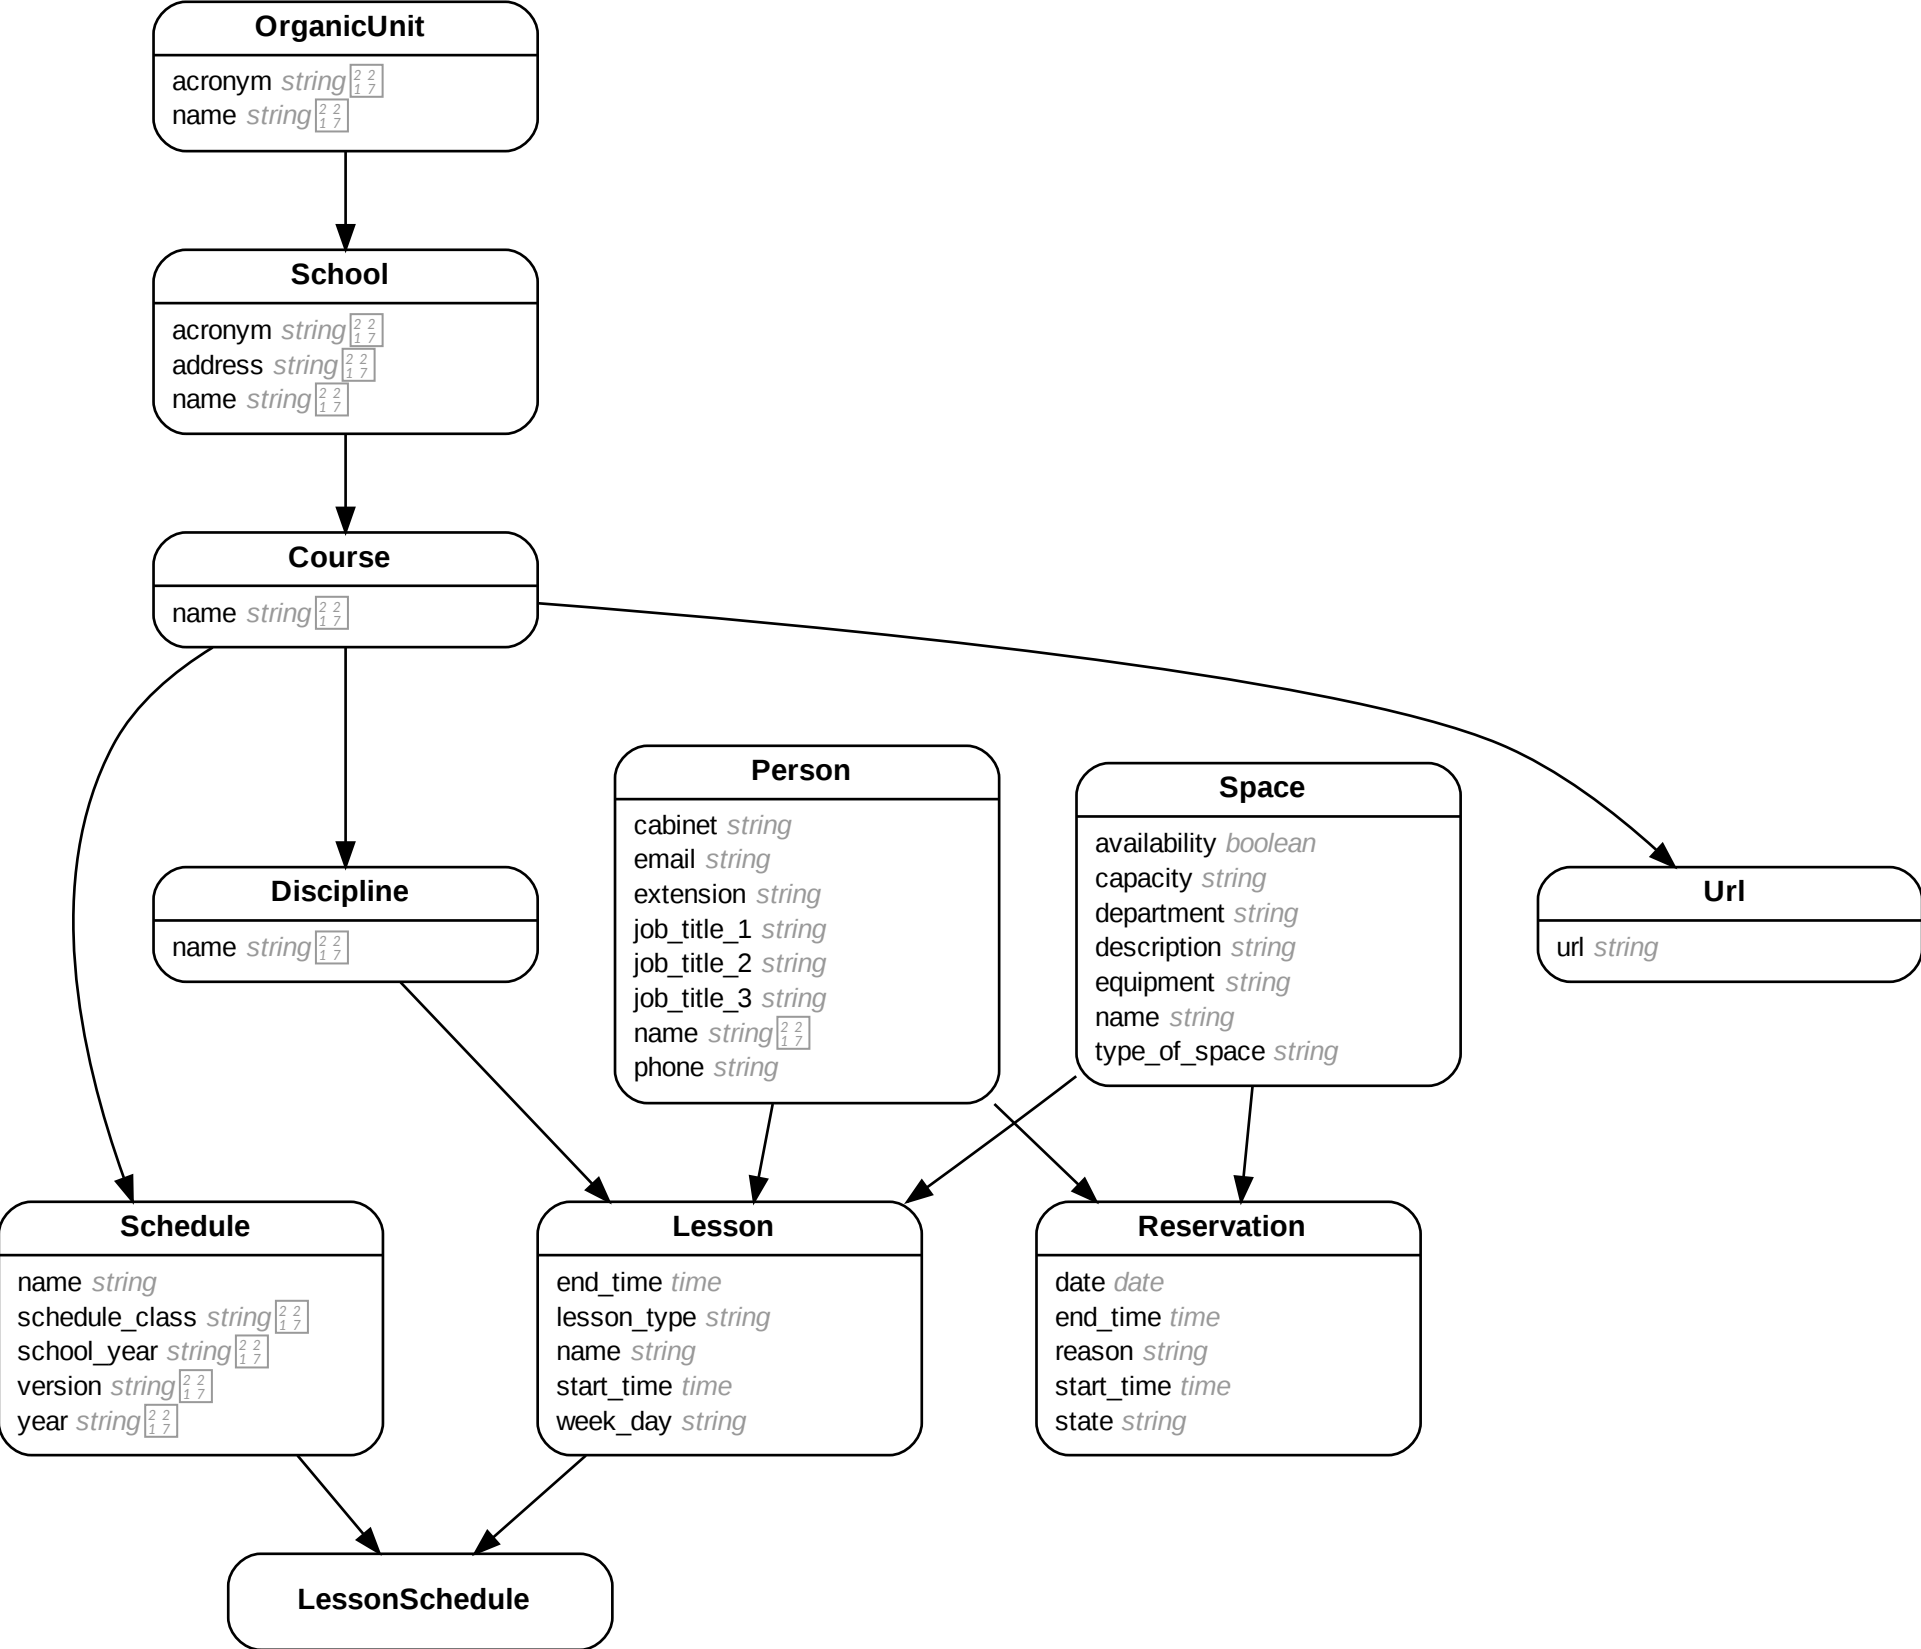 OrganicUnit
acronym string∗
name string∗
School
acronym string∗
address string∗
name string∗
Course
name string∗
Person
cabinet string
email string
extension string
job_title_1 string
job_title_2 string
job_title_3 string
name string∗
phone string
Space
availability boolean
capacity string
department string
description string
equipment string
name string
type_of_space string
Discipline
name string∗
Url
url string
Schedule
name string
schedule_class string∗
school_year string∗
version string∗
year string∗
Lesson
end_time time
lesson_type string
name string
start_time time
week_day string
Reservation
date date
end_time time
reason string
start_time time
state string
LessonSchedule